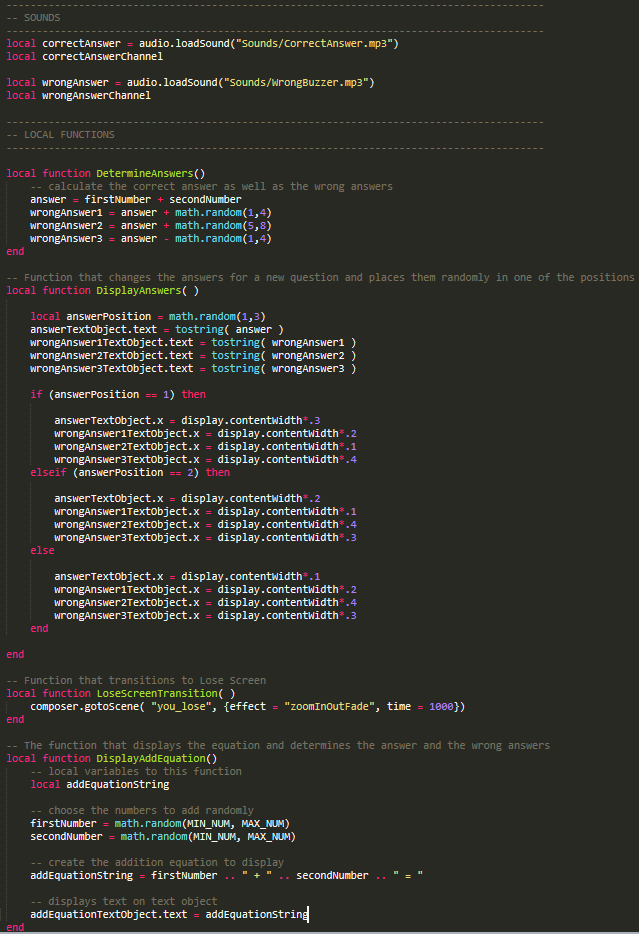 -----------------------------------------------------------------------------------------
-- SOUNDS
-----------------------------------------------------------------------------------------
local correctAnswer = audio.loadSound("Sounds/CorrectAnswer.mp3")
local correctAnswerChannel
local wrongAnswer = audio.loadSound("Sounds/WrongBuzzer.mp3")
local wrongAnswerChannel
-----------------------------------------------------------------------------------------
-- LOCAL FUNCTIONS
-----------------------------------------------------------------------------------------
local function DetermineAnswers()
    -- calculate the correct answer as well as the wrong answers
    answer = firstNumber + secondNumber
    wrongAnswer1 = answer + math.random(1,4)
    wrongAnswer2 = answer + math.random(5,8)
    wrongAnswer3 = answer - math.random(1,4)
end
-- Function that changes the answers for a new question and places them randomly in one of the positions
local function DisplayAnswers( )
    local answerPosition = math.random(1,3)
    answerTextObject.text = tostring( answer )
    wrongAnswer1TextObject.text = tostring( wrongAnswer1 )
    wrongAnswer2TextObject.text = tostring( wrongAnswer2 )
    wrongAnswer3TextObject.text = tostring( wrongAnswer3 )
    if (answerPosition == 1) then
        answerTextObject.x = display.contentWidth*.3
        wrongAnswer1TextObject.x = display.contentWidth*.2
        wrongAnswer2TextObject.x = display.contentWidth*.1
        wrongAnswer3TextObject.x = display.contentWidth*.4
    elseif (answerPosition == 2) then
        answerTextObject.x = display.contentWidth*.2
        wrongAnswer1TextObject.x = display.contentWidth*.1
        wrongAnswer2TextObject.x = display.contentWidth*.4
        wrongAnswer3TextObject.x = display.contentWidth*.3
    else
        answerTextObject.x = display.contentWidth*.1
        wrongAnswer1TextObject.x = display.contentWidth*.2
        wrongAnswer2TextObject.x = display.contentWidth*.4
        wrongAnswer3TextObject.x = display.contentWidth*.3
    end
end
-- Function that transitions to Lose Screen
local function LoseScreenTransition( )
    composer.gotoScene( "you_lose", {effect = "zoomInOutFade", time = 1000})
end
-- The function that displays the equation and determines the answer and the wrong answers
local function DisplayAddEquation()
    -- local variables to this function
    local addEquationString
    -- choose the numbers to add randomly
    firstNumber = math.random(MIN_NUM, MAX_NUM)
    secondNumber = math.random(MIN_NUM, MAX_NUM)
    -- create the addition equation to display
    addEquationString = firstNumber .. " + " .. secondNumber .. " = "
    -- displays text on text object
    addEquationTextObject.text = addEquationString
end